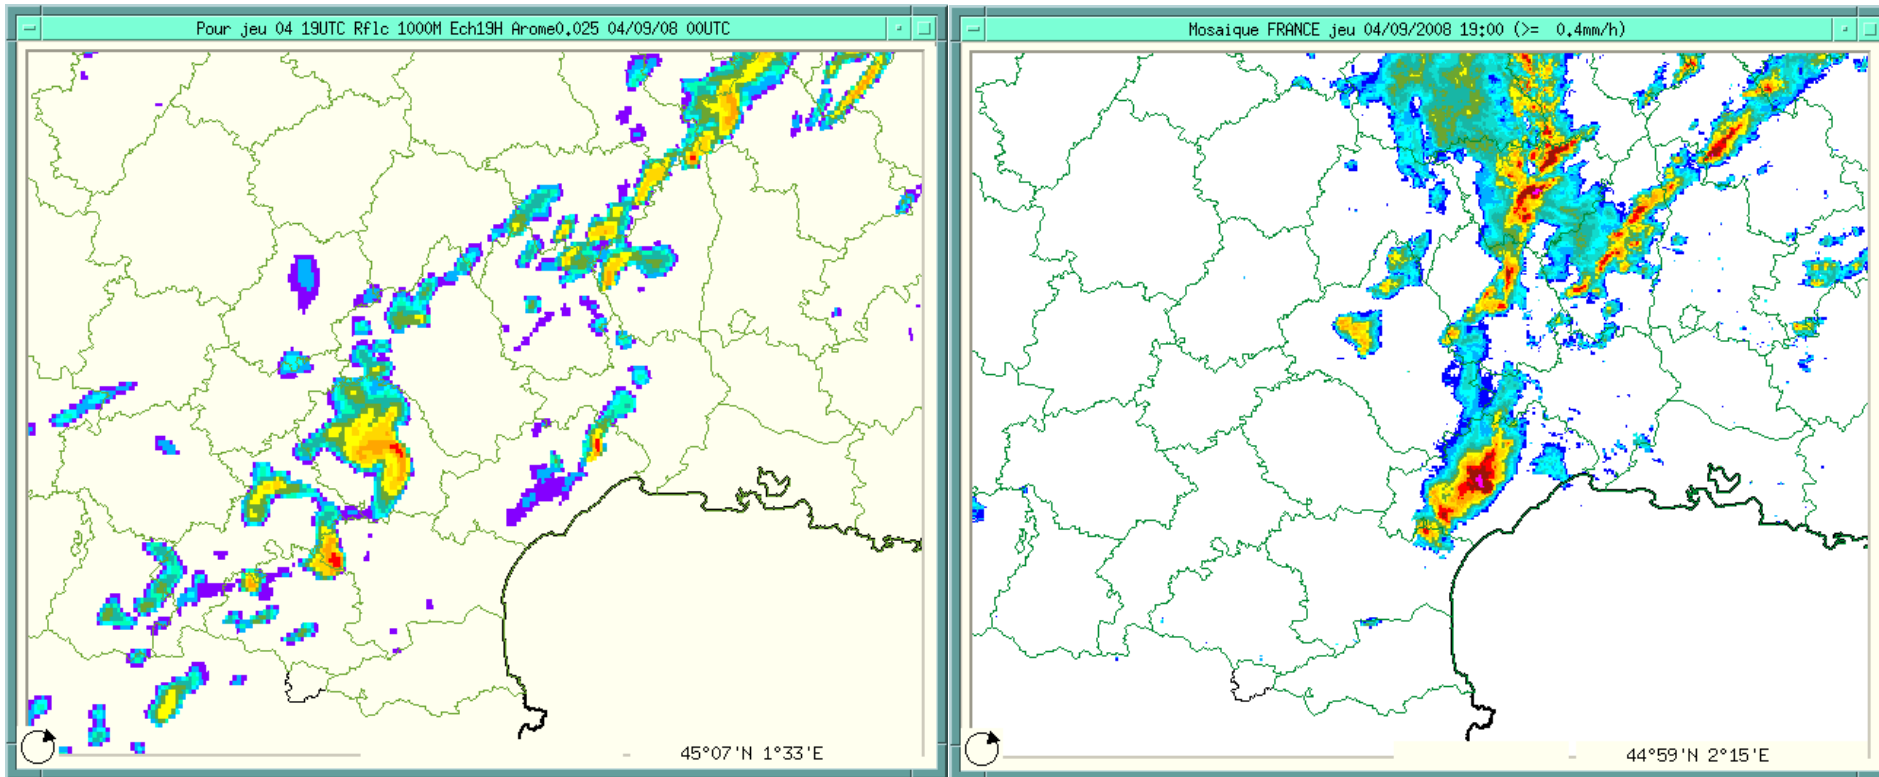 Pour jeu 04 19UTC Rflc 1000M Ech19H Arome0.025 04/09/08 00UTC
Mosaique FRANCE jeu 04/09/2008 19:00 (>=  0.4mm/h)
45°07'N 1°33'E
44°59'N 2°15'E